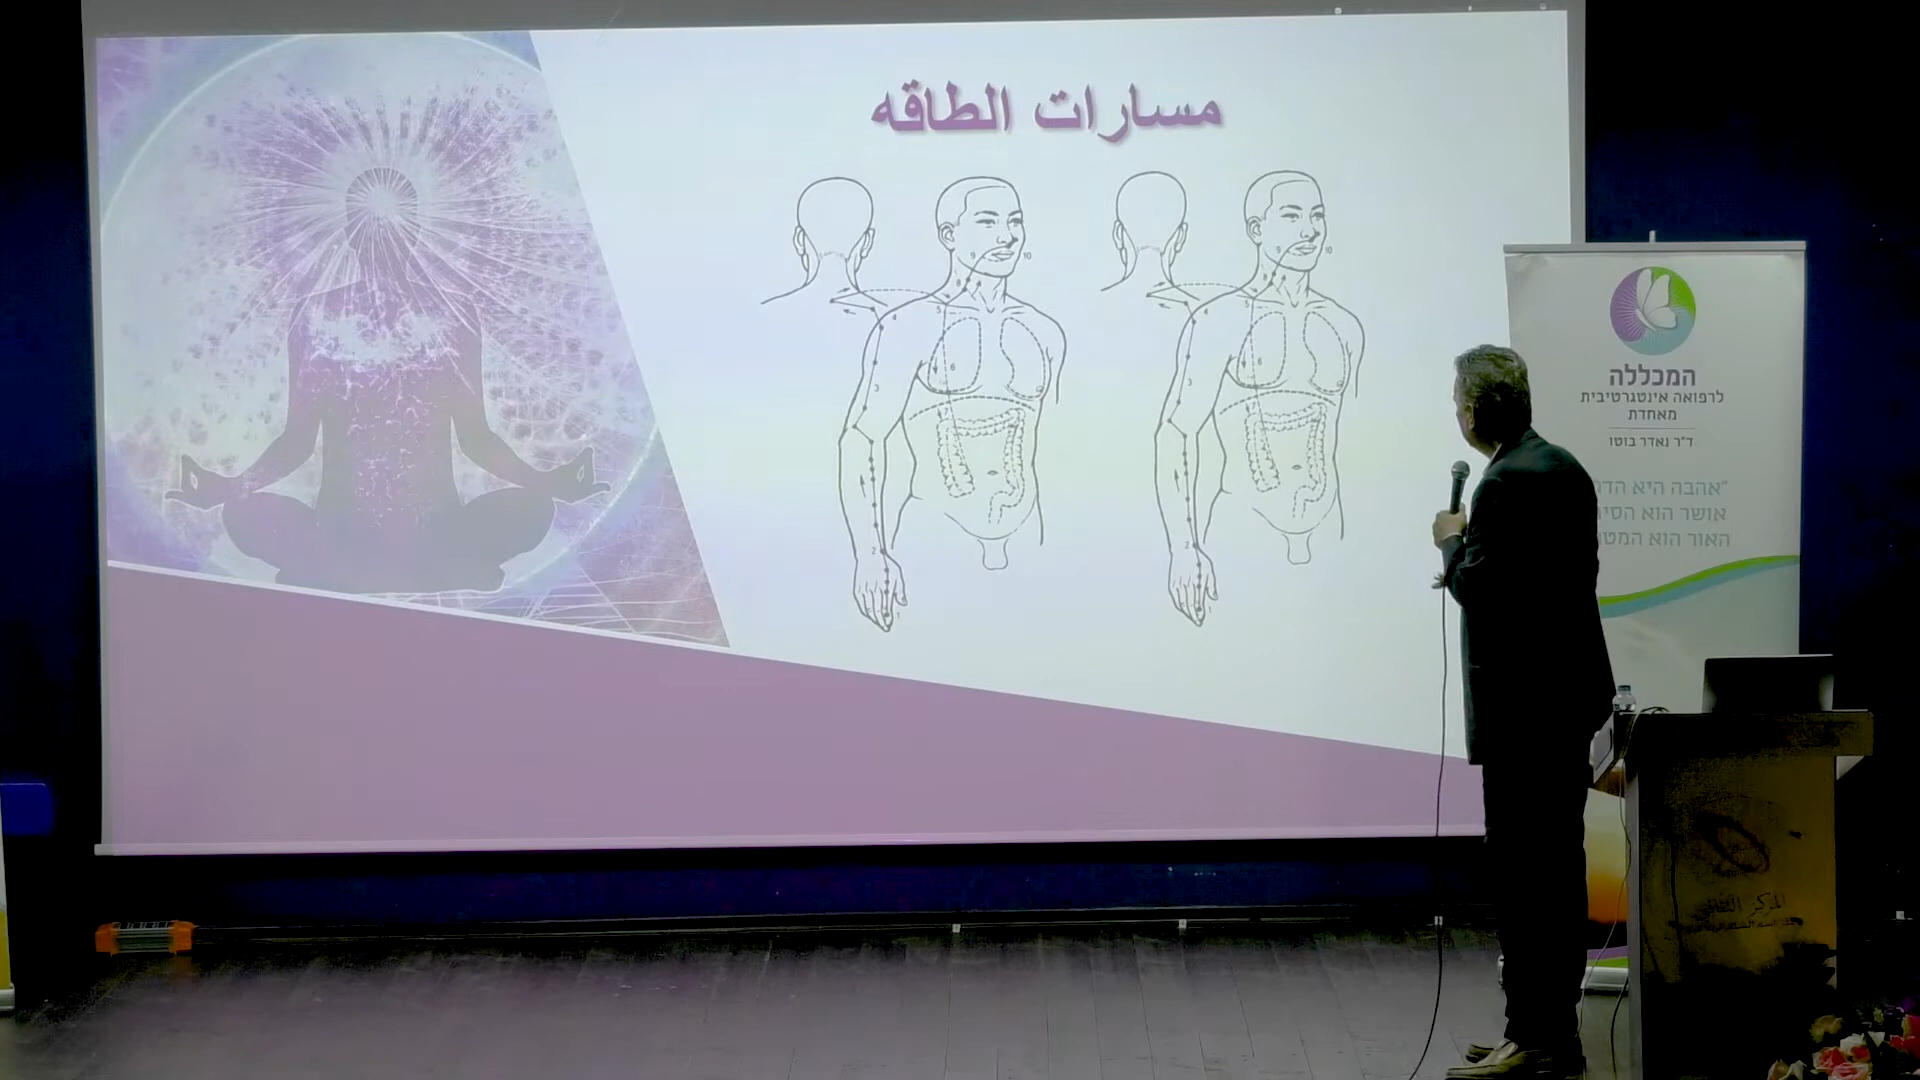 مسارات الطاقه
המכללה
לרפואה אינטגרטיבית
מאחדת
ד"ר נאדר בוטו
"אהבה היא
אושר הוא
האור הוא